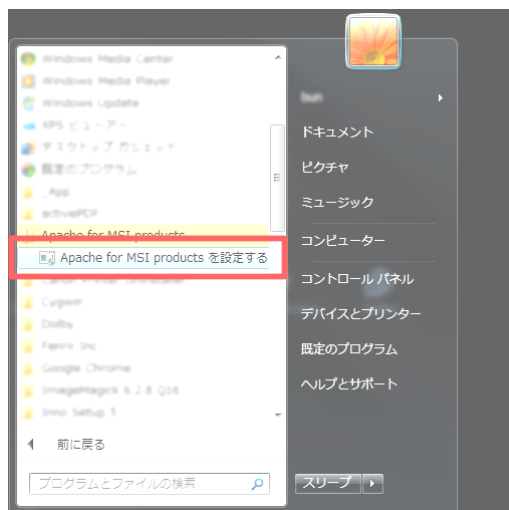 Windows Media Center
Windows Media Player
Windows Update
XPS ビューアー
デスクトップ ガジェット
既定のプログラム
_App
activePDF
Apache for MSI products
Apache for MSI products を設定する
Canon Printer Uninstaller
Cygwin
Dolby
Fenrir Inc
Google Chrome
ImageMagick 6.2.8 Q16
Inno Setup 5
前に戻る
プログラムとファイルの検索
bun
ドキュメント
ピクチャ
ミュージック
コンピューター
コントロール パネル
デバイスとプリンター
既定のプログラム
ヘルプとサポート
スリープ